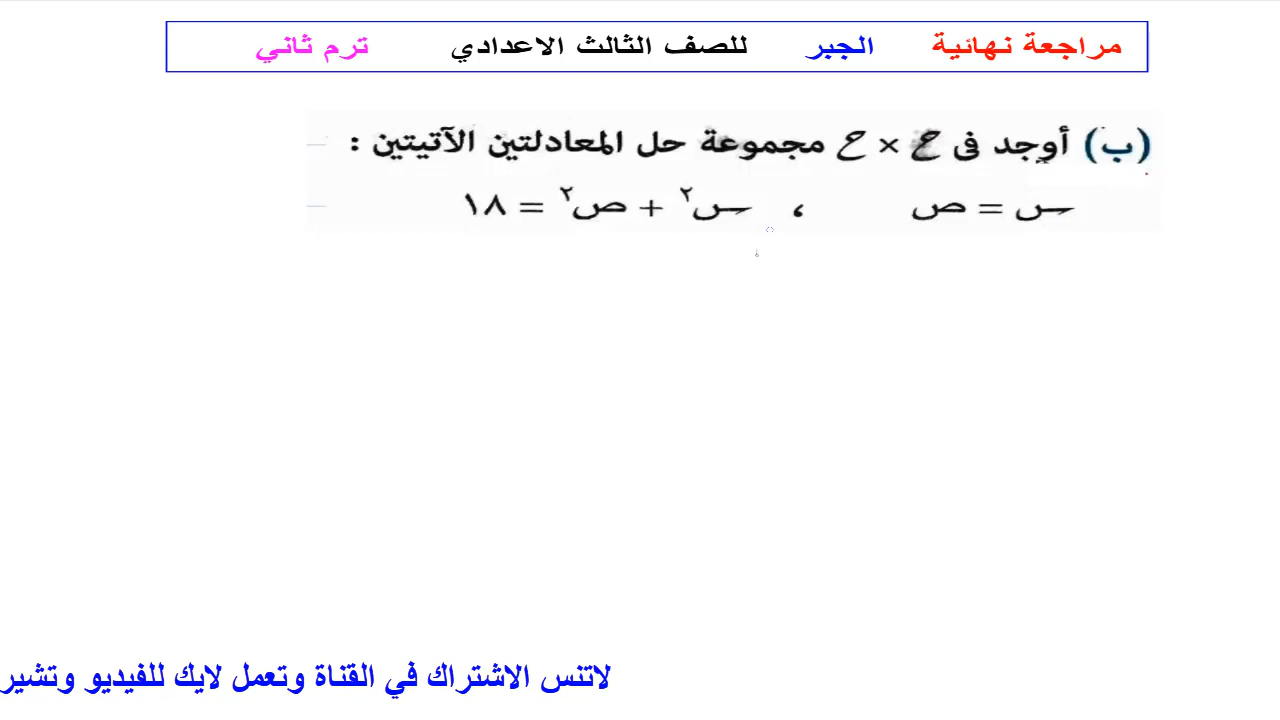 مراجعة نهائية الجبر للصف الثالث الاعدادي ترم ثاني
(ب) أوجد فى ح × ح مجموعة حل المعادلتين الآتيتين :
س = ص ، س٢ + ص٢ = ١٨
لاتنس الاشتراك في القناة وتعمل لايك للفيديو وتشير